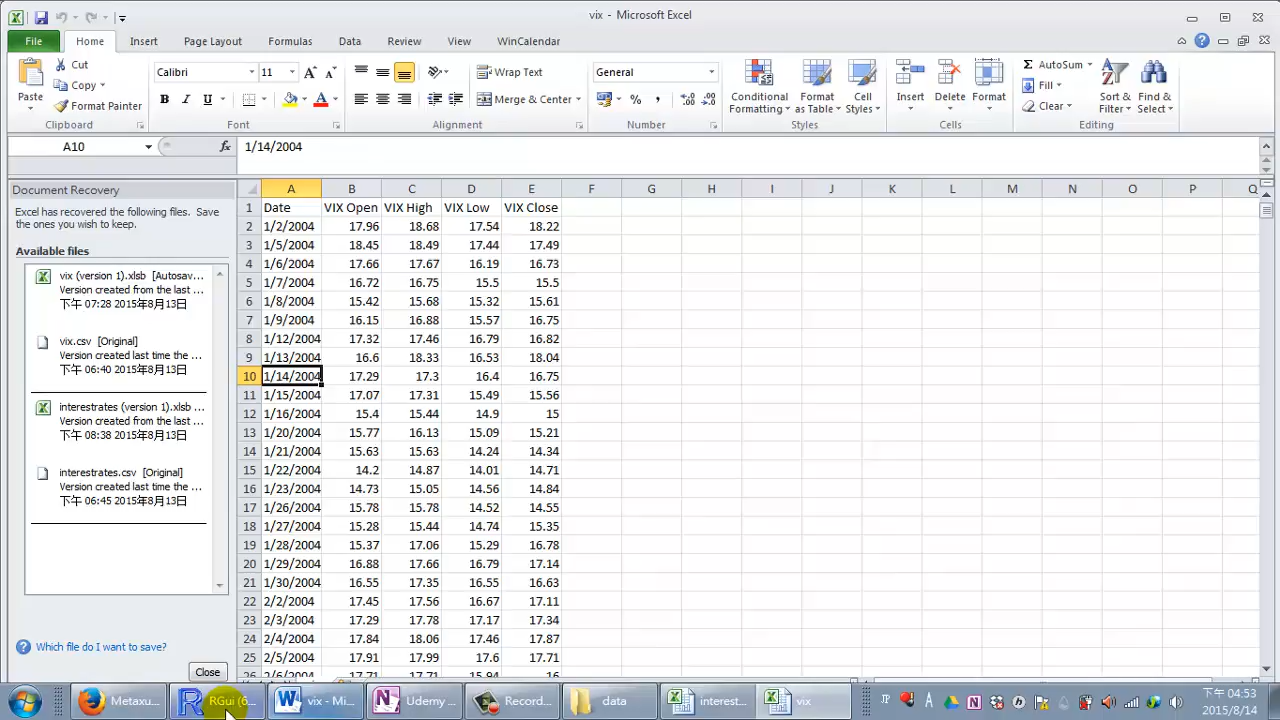 vix - Microsoft Excel
File Home Insert Page Layout Formulas Data Review View WinCalendar
Paste Cut Copy Format Painter
Calibri 11
Wrap Text Merge & Center
General
Conditional Formatting Format as Table Cell Styles
Insert Delete Format
AutoSum Fill Clear
Sort & Filter Find & Select
Clipboard Font Alignment Number Styles Cells Editing
A10 fx 1/14/2004
Document Recovery
Excel has recovered the following files. Save
the ones you wish to keep.
Available files
vix (version 1).xlsb [Autosav...
Version created from the last ...
下午 07:28 2015年8月13日
vix.csv [Original]
Version created last time the ...
下午 06:40 2015年8月13日
interestrates (version 1).xlsb ...
Version created from the last ...
下午 08:38 2015年8月13日
interestrates.csv [Original]
Version created last time the ...
下午 06:45 2015年8月13日
Which file do I want to save?
Close
A B C D E F G H I J K L M N O P Q
1 Date VIX Open VIX High VIX Low VIX Close
2 1/2/2004 17.96 18.68 17.54 18.22
3 1/5/2004 18.45 18.49 17.44 17.49
4 1/6/2004 17.66 17.67 16.19 16.73
5 1/7/2004 16.72 16.75 15.5 15.5
6 1/8/2004 15.42 15.68 15.32 15.61
7 1/9/2004 16.15 16.88 15.57 16.75
8 1/12/2004 17.32 17.46 16.79 16.82
9 1/13/2004 16.6 18.33 16.53 18.04
10 1/14/2004 17.29 17.3 16.4 16.75
11 1/15/2004 17.07 17.31 15.49 15.56
12 1/16/2004 15.4 15.44 14.9 15
13 1/20/2004 15.77 16.13 15.09 15.21
14 1/21/2004 15.63 15.63 14.24 14.34
15 1/22/2004 14.2 14.87 14.01 14.71
16 1/23/2004 14.73 15.05 14.56 14.84
17 1/26/2004 15.78 15.78 14.52 14.55
18 1/27/2004 15.28 15.44 14.74 15.35
19 1/28/2004 15.37 17.06 15.29 16.78
20 1/29/2004 16.88 17.66 16.79 17.14
21 1/30/2004 16.55 17.35 16.55 16.63
22 2/2/2004 17.45 17.56 16.67 17.11
23 2/3/2004 17.29 17.78 17.17 17.34
24 2/4/2004 17.84 18.06 17.46 17.87
25 2/5/2004 17.91 17.99 17.6 17.71
26 2/6/2004 17.71 17.71 15.94 16
Metaxu... RGui (6... vix - Mi... Udemy ... Record... data interest... vix JP 下午 04:53
2015/8/14